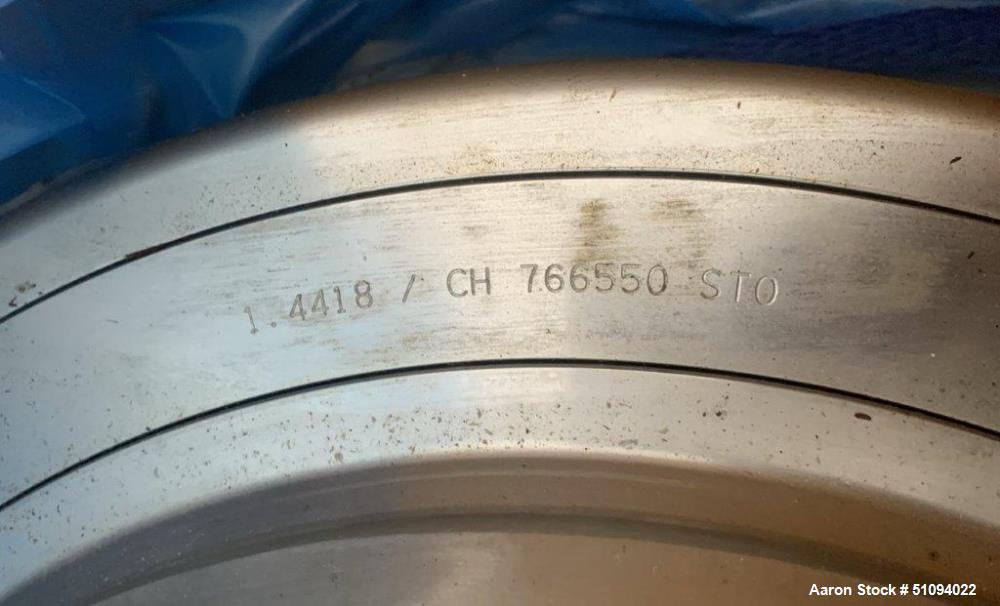 1.4418 / CH 766550 STO
Aaron Stock # 51094022